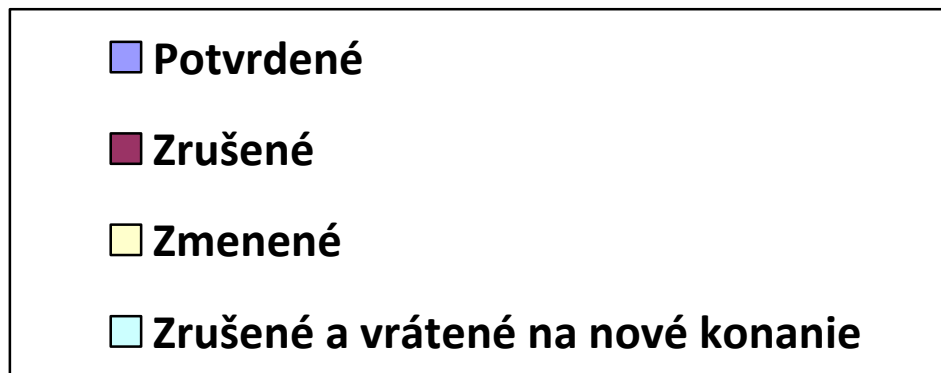 Potvrdené
Zrušené
Zmenené
Zrušené a vrátené na nové konanie